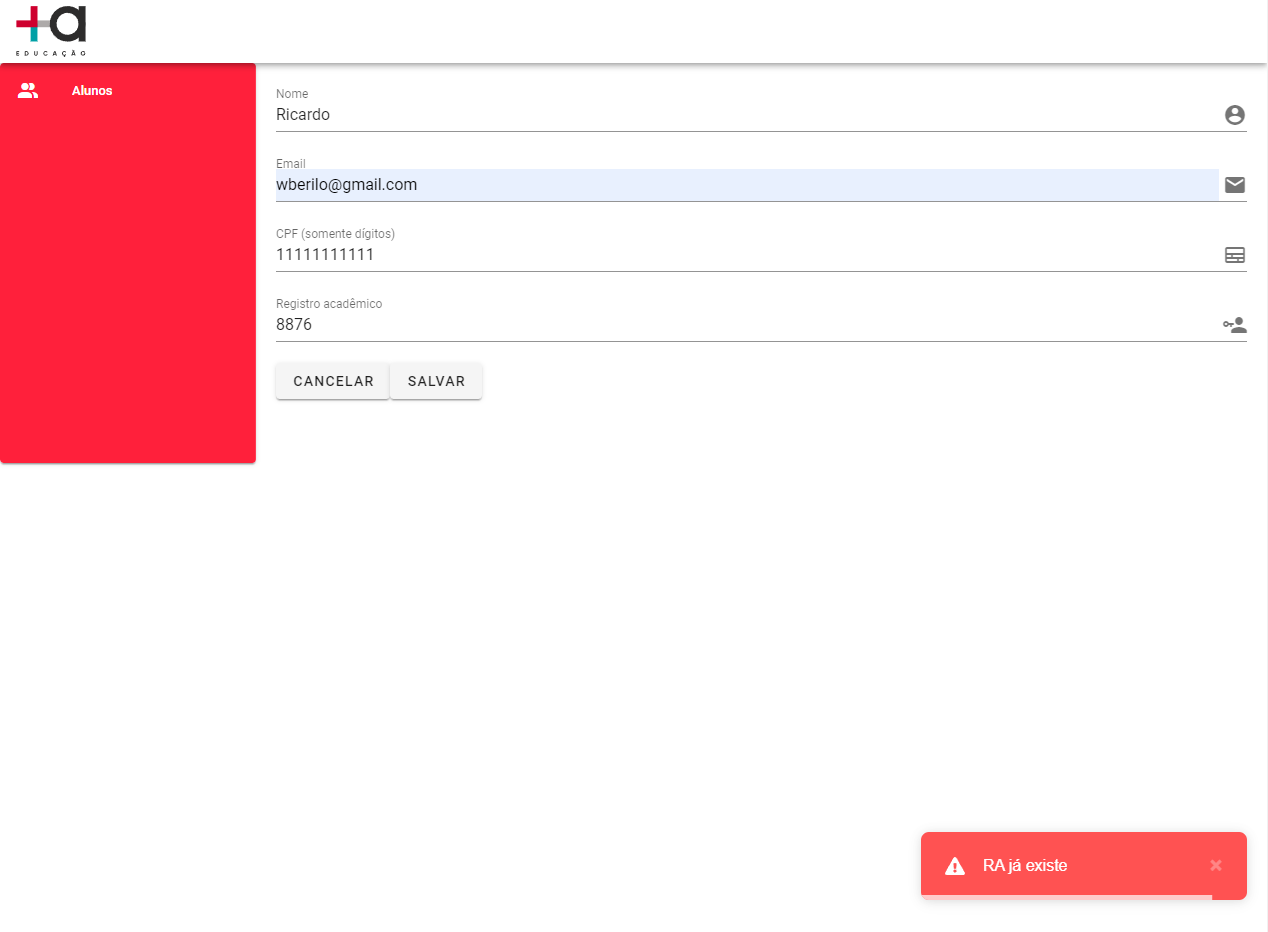 +a
EDUCAÇÃO
Alunos
Nome
Ricardo
Email
wberilo@gmail.com
CPF (somente dígitos)
11111111111
Registro acadêmico
8876
CANCELAR SALVAR
RA já existe ×